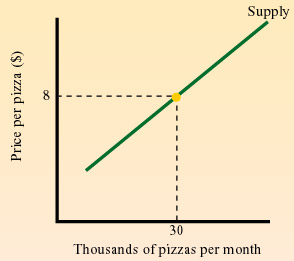 Supply
Price per pizza ($)
8
30
Thousands of pizzas per month